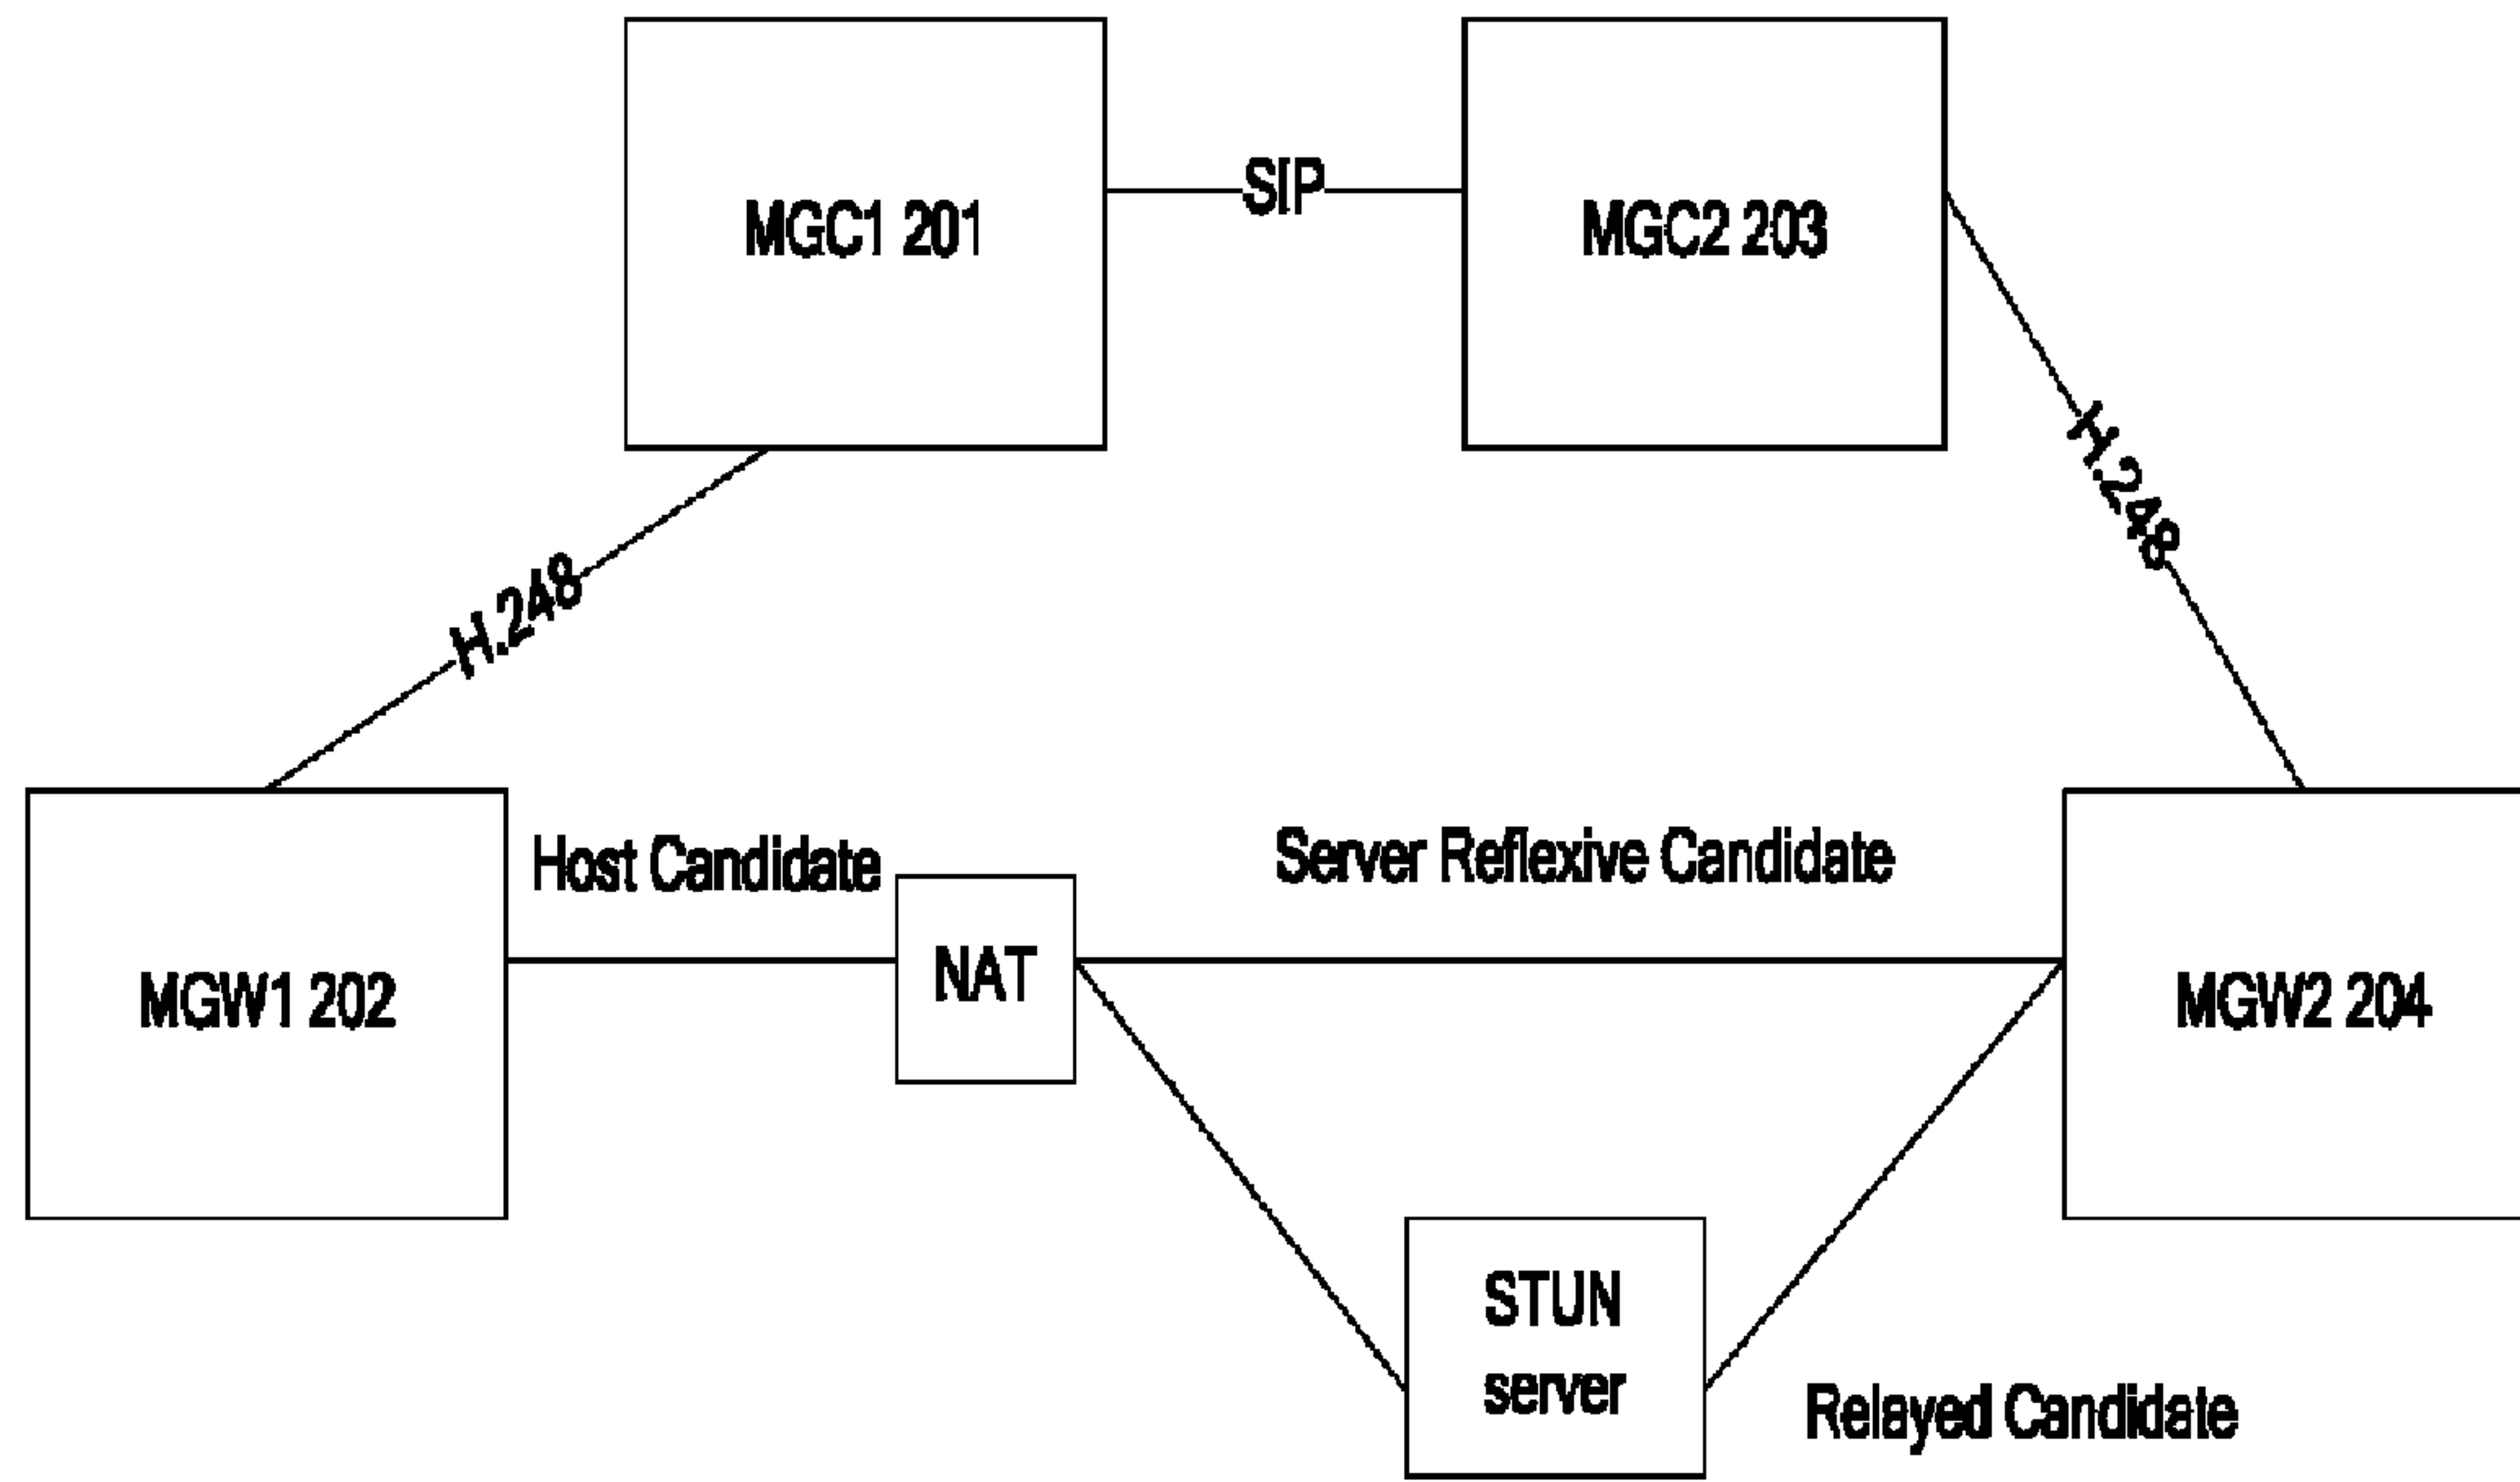 MGC1 201
SIP
MGC2 203
H.248
H.248
Host Candidate
Server Reflexive Candidate
MGW1 202
NAT
MGW2 204
STUN
server
Relayed Candidate